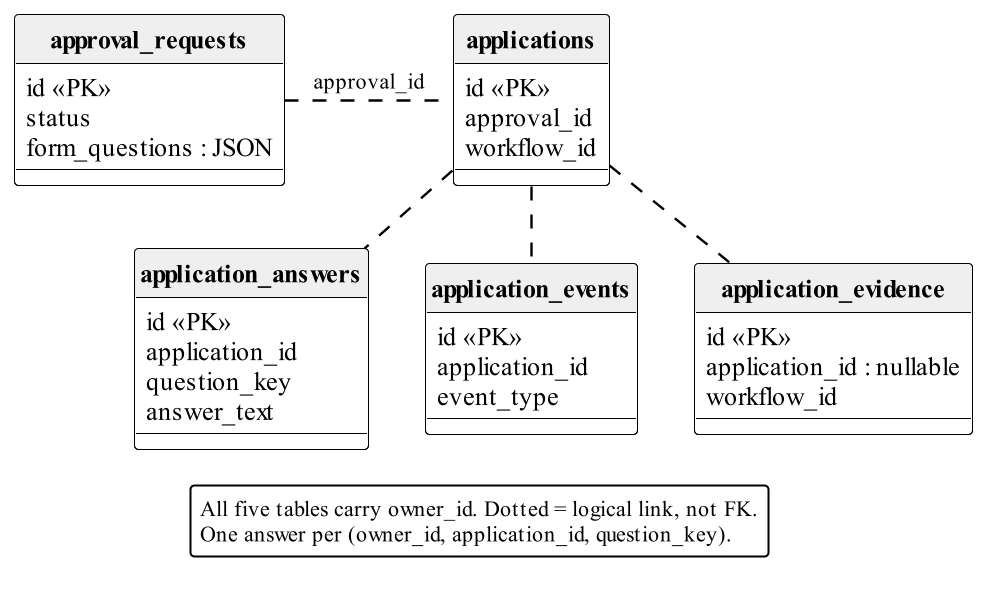 approval_requests
id «PK»
status
form_questions : JSON
approval_id
applications
id «PK»
approval_id
workflow_id
application_answers
id «PK»
application_id
question_key
answer_text
application_events
id «PK»
application_id
event_type
application_evidence
id «PK»
application_id : nullable
workflow_id
All five tables carry owner_id. Dotted = logical link, not FK.
One answer per (owner_id, application_id, question_key).